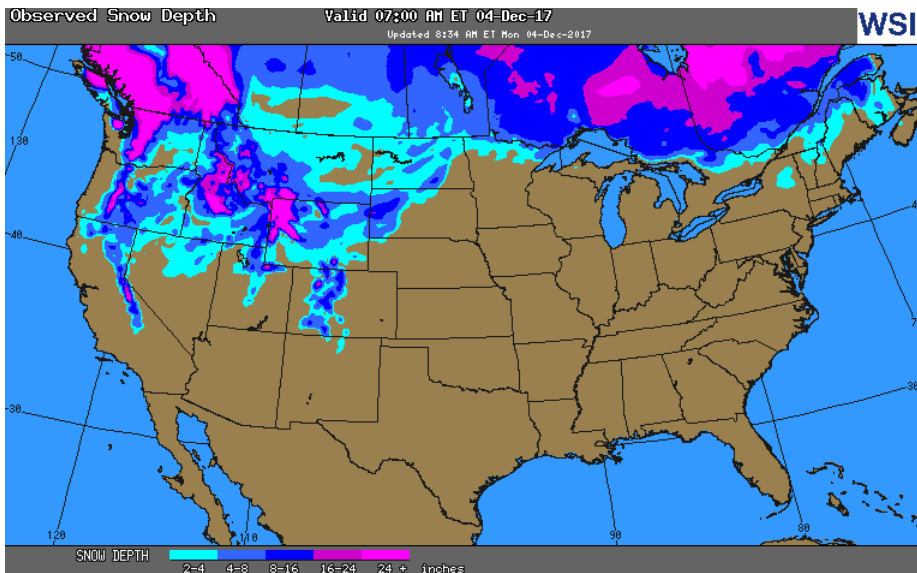 Observed Snow Depth
Valid 07:00 AM ET 04-Dec-17
Updated 8:34 AM ET Mon 04-Dec-2017
WSI
50
130
40
30
120
110
90
80
30
SNOW DEPTH
2-4 4-8 8-16 16-24 24 + inches